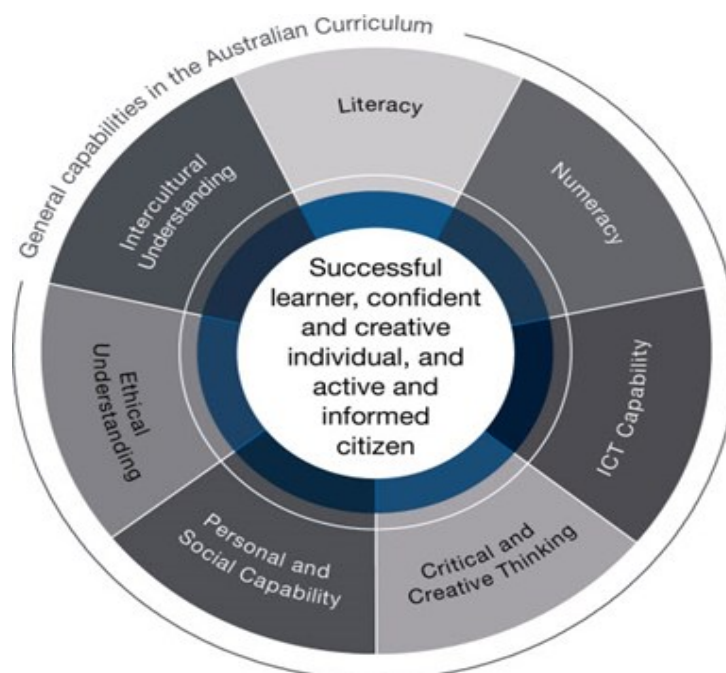 General capabilities in the Australian Curriculum
Literacy
Numeracy
ICT Capability
Critical and
Creative Thinking
Personal and
Social Capability
Ethical
Understanding
Intercultural
Understanding
Successful
learner, confident
and creative
individual, and
active and
informed
citizen